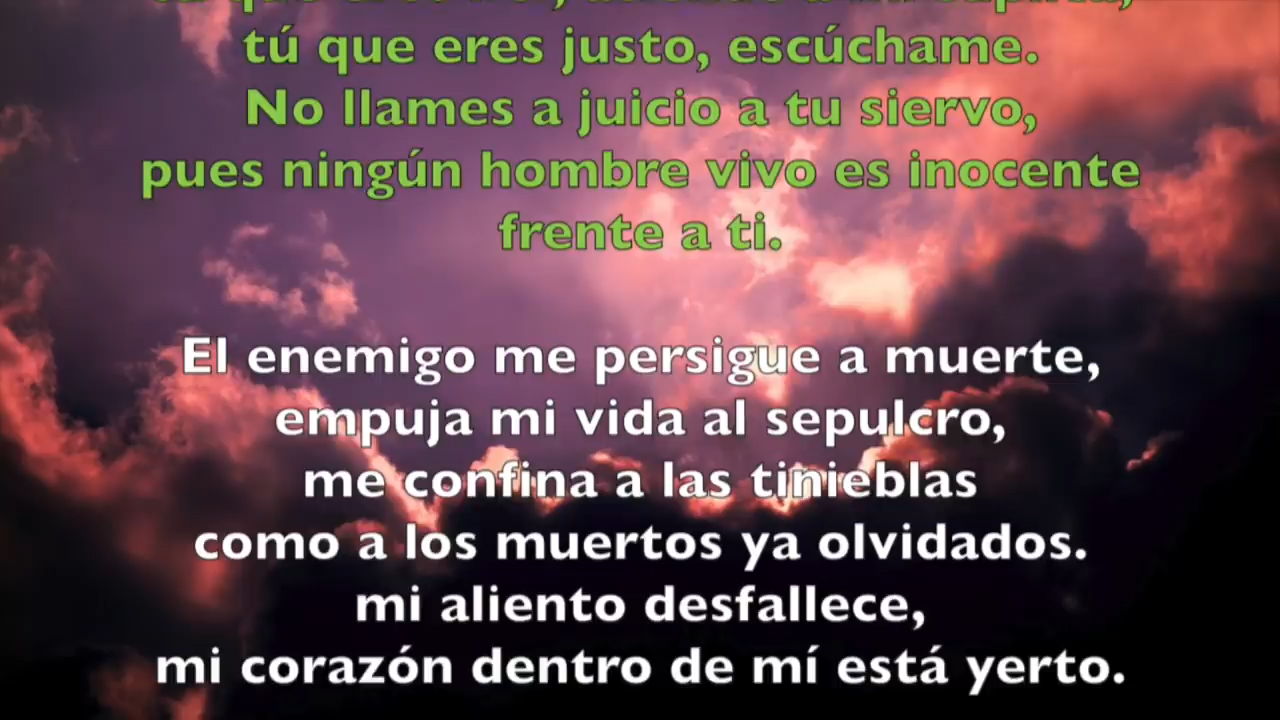 tú que eres justo, escúchame.
No llames a juicio a tu siervo,
pues ningún hombre vivo es inocente
frente a ti.
El enemigo me persigue a muerte,
empuja mi vida al sepulcro,
me confina a las tinieblas
como a los muertos ya olvidados.
mi aliento desfallece,
mi corazón dentro de mí está yerto.